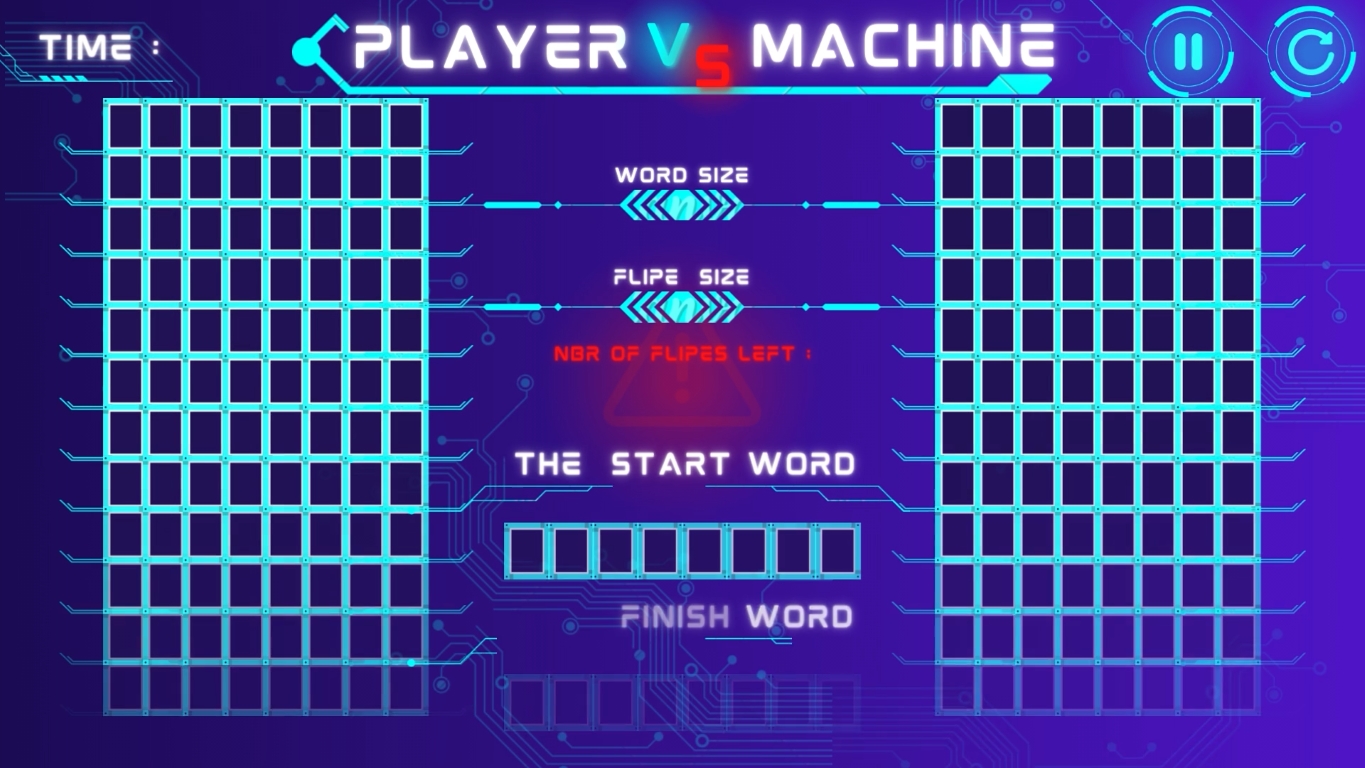 TIME :
PLAYER VS MACHINE
WORD SIZE
FLIPE SIZE
NBR OF FLIPES LEFT :
THE START WORD
FINISH WORD